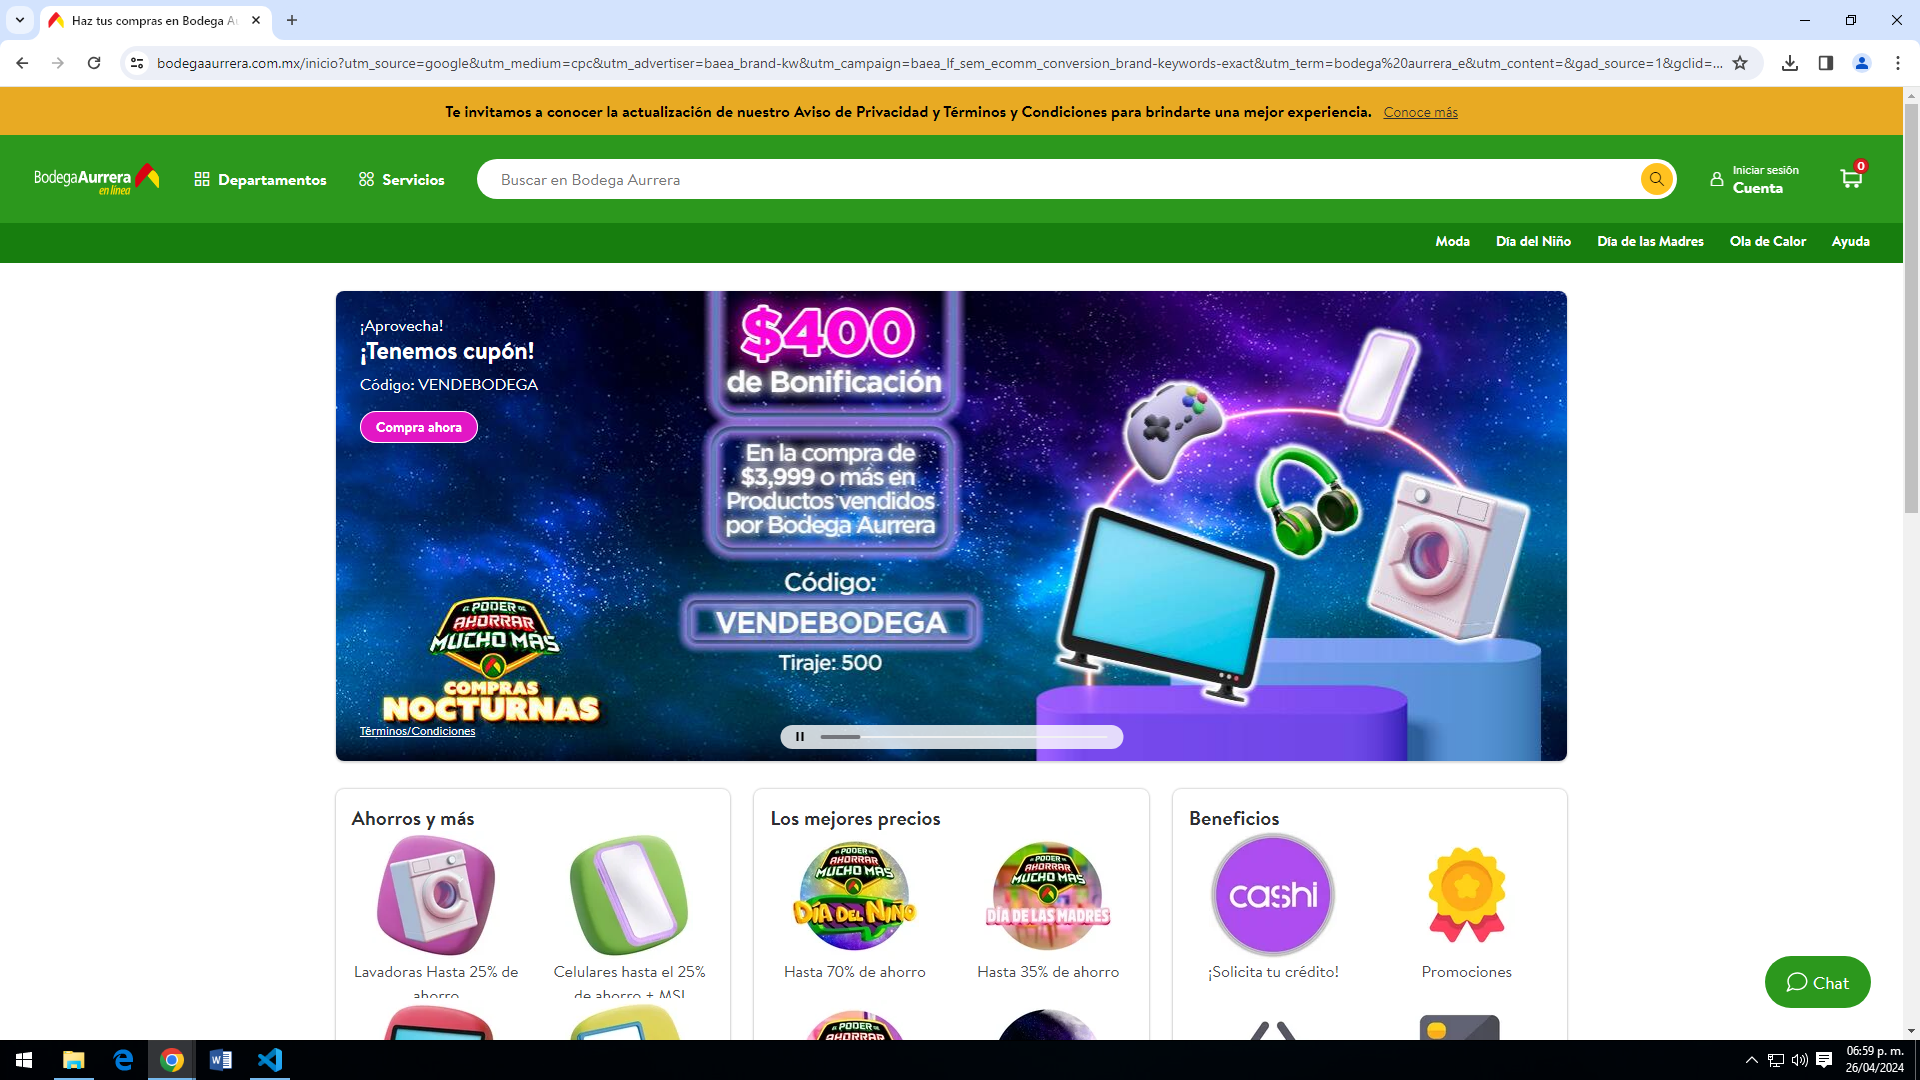 Haz tus compras en Bodega Au
bodegaaurrera.com.mx/inicio?utm_source=google&utm_medium=cpc&utm_advertiser=baea_brand-kw&utm_campaign=baea_lf_sem_ecomm_conversion_brand-keywords-exact&utm_term=bodega%20aurrera_e&utm_content=&gad_source=1&gclid=...
Te invitamos a conocer la actualización de nuestro Aviso de Privacidad y Términos y Condiciones para brindarte una mejor experiencia. Conoce más
BodegaAurrera
en línea
Departamentos
Servicios
Buscar en Bodega Aurrera
Iniciar sesión
Cuenta
0
Moda Día del Niño Día de las Madres Ola de Calor Ayuda
¡Aprovecha!
¡Tenemos cupón!
Código: VENDEBODEGA
Compra ahora
$400
de Bonificación
En la compra de
$3,999 o más en
Productos vendidos
por Bodega Aurrera
Código:
VENDEBODEGA
Tiraje: 500
EL PODER DE
AHORRAR
MUCHO MÁS
COMPRAS
NOCTURNAS
Términos/Condiciones
Ahorros y más
Lavadoras Hasta 25% de
ahorro
Celulares hasta el 25%
de ahorro + MSI
Los mejores precios
EL PODER DE
AHORRAR
MUCHO MÁS
DÍA DEL NIÑO
Hasta 70% de ahorro
EL PODER DE
AHORRAR
MUCHO MÁS
DÍA DE LAS MADRES
Hasta 35% de ahorro
EL PODER DE
AHORRAR
Beneficios
cashi
¡Solicita tu crédito!
Promociones
Chat
06:59 p. m.
26/04/2024